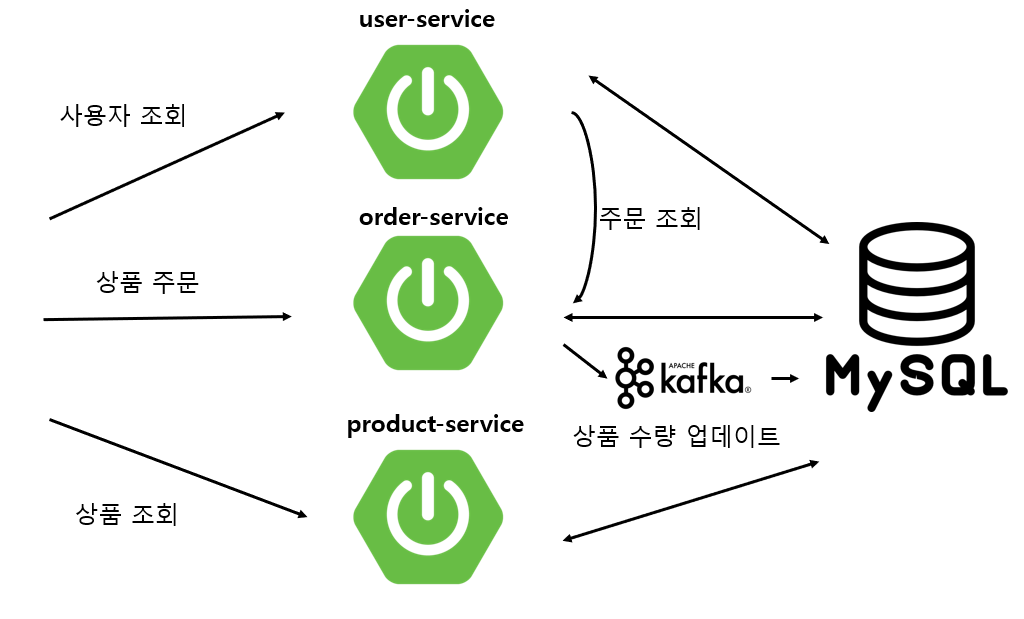 user-service
사용자 조회
order-service
주문 조회
상품 주문
APACHE
kafka®
MySQL
product-service
상품 수량 업데이트
상품 조회